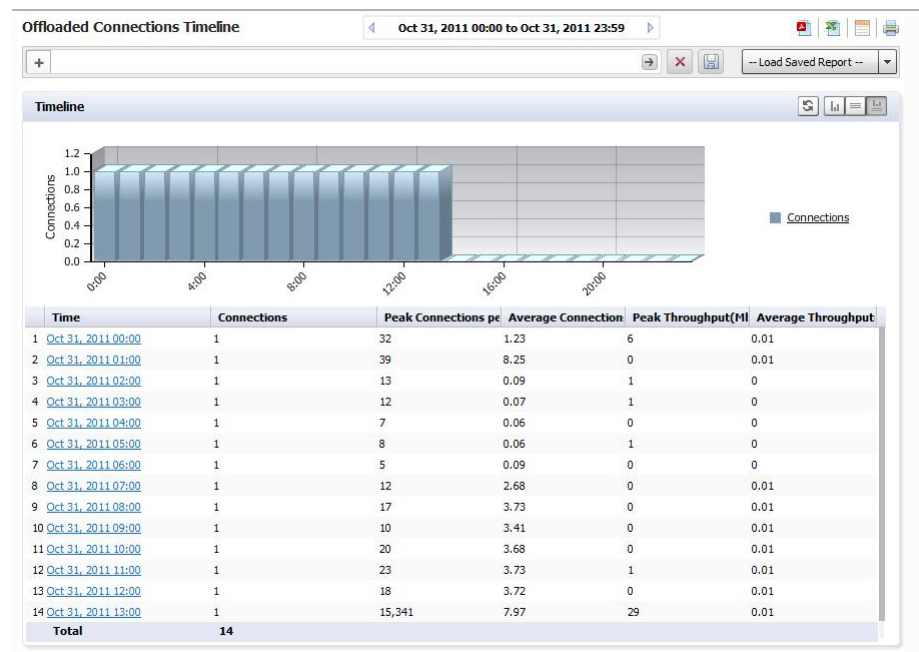 Offloaded Connections Timeline
Oct 31, 2011 00:00 to Oct 31, 2011 23:59
+
-- Load Saved Report --
Timeline
1.2
1.0
0.8
0.6
0.4
0.2
0.0
Connections
0:00 4:00 8:00 12:00 16:00 20:00
Connections
Time Connections Peak Connections pe Average Connection Peak Throughput(Ml Average Throughput
1 Oct 31, 2011 00:00 1 32 1.23 6 0.01
2 Oct 31, 2011 01:00 1 39 8.25 0 0.01
3 Oct 31, 2011 02:00 1 13 0.09 1 0
4 Oct 31, 2011 03:00 1 12 0.07 1 0
5 Oct 31, 2011 04:00 1 7 0.06 0 0
6 Oct 31, 2011 05:00 1 8 0.06 1 0
7 Oct 31, 2011 06:00 1 5 0.09 0 0
8 Oct 31, 2011 07:00 1 12 2.68 0 0.01
9 Oct 31, 2011 08:00 1 17 3.73 0 0.01
10 Oct 31, 2011 09:00 1 10 3.41 0 0.01
11 Oct 31, 2011 10:00 1 20 3.68 0 0.01
12 Oct 31, 2011 11:00 1 23 3.73 1 0.01
13 Oct 31, 2011 12:00 1 18 3.72 0 0.01
14 Oct 31, 2011 13:00 1 15,341 7.97 29 0.01
Total 14